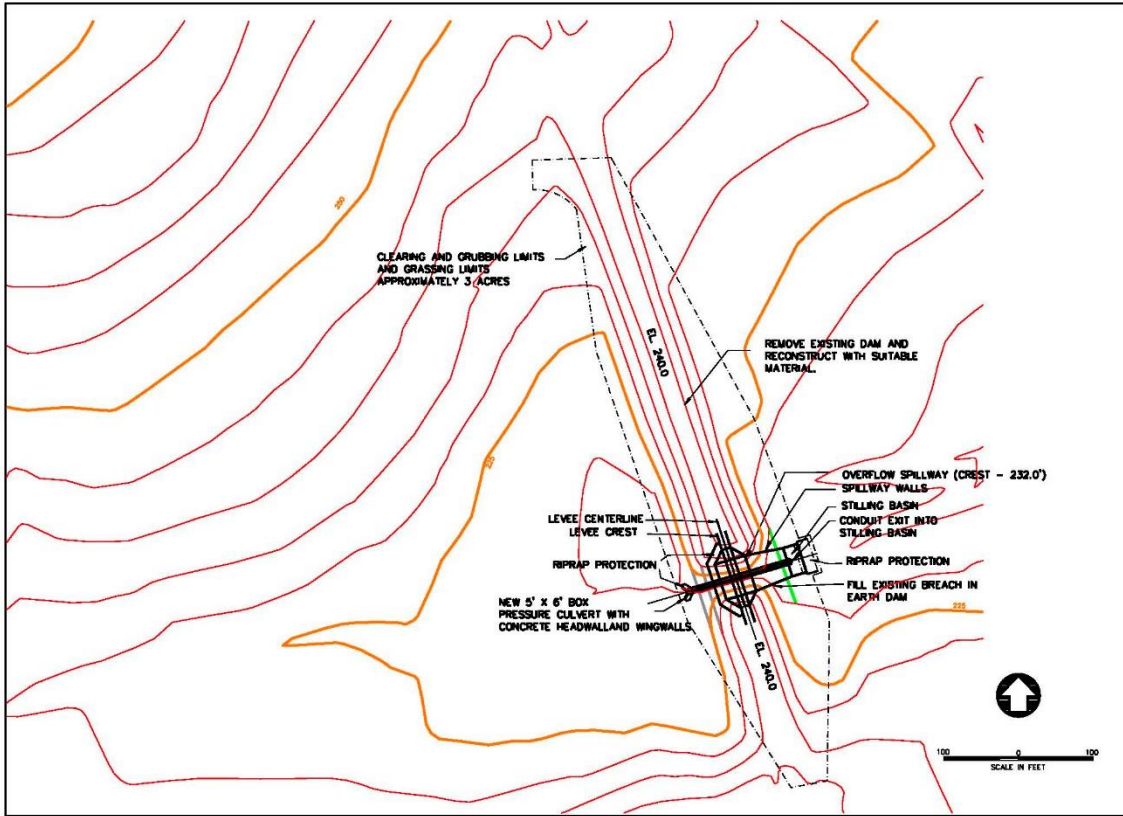 250
CLEARING AND GRUBBING LIMITS
AND GRASSING LIMITS
APPROXIMATELY 3 ACRES
EL. 240.0
REMOVE EXISTING DAM AND
RECONSTRUCT WITH SUITABLE
MATERIAL.
225
OVERFLOW SPILLWAY (CREST - 232.0')
SPILLWAY WALLS
STILLING BASIN
CONDUIT EXIT INTO
STILLING BASIN
RIPRAP PROTECTION
FILL EXISTING BREACH IN
EARTH DAM
LEVEE CENTERLINE
LEVEE CREST
RIPRAP PROTECTION
NEW 5' X 6' BOX
PRESSURE CULVERT WITH
CONCRETE HEADWALLAND WINGWALLS
225
EL. 240.0
100 0 100
SCALE IN FEET